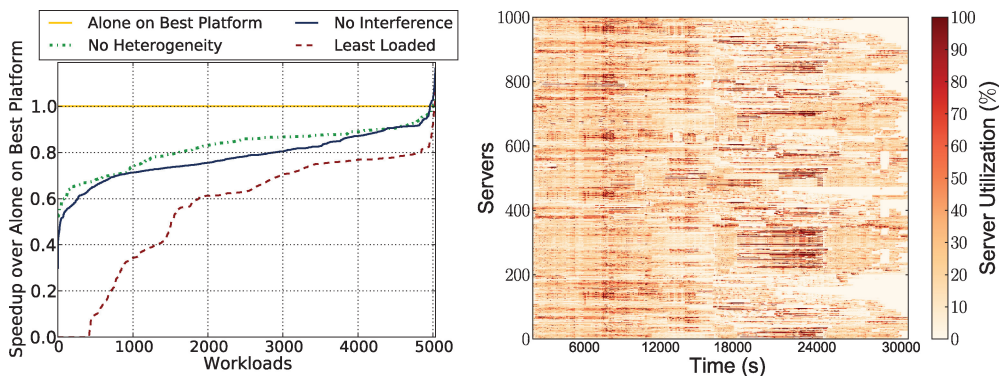 Alone on Best Platform
No Interference
No Heterogeneity
Least Loaded
Speedup over Alone on Best Platform
1.0
0.8
0.6
0.4
0.2
0.0
0 1000 2000 3000 4000 5000
Workloads
Servers
1000
800
600
400
200
0
6000 12000 18000 24000 30000
Time (s)
100
90
80
70
60
50
40
30
20
10
0
Server Utilization (%)